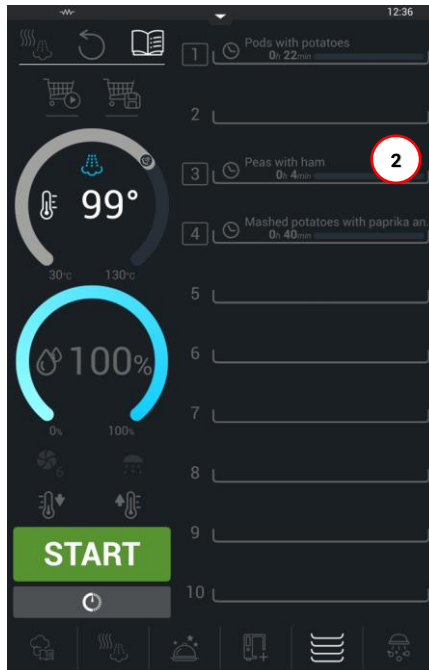 12:36
1 Pods with potatoes
0h 22min
2
3 Peas with ham
0h 4min
2
4 Mashed potatoes with paprika an
0h 40min
99°
30°C 130°C
5
100%
6
0% 100%
7
6
8
START
9
10